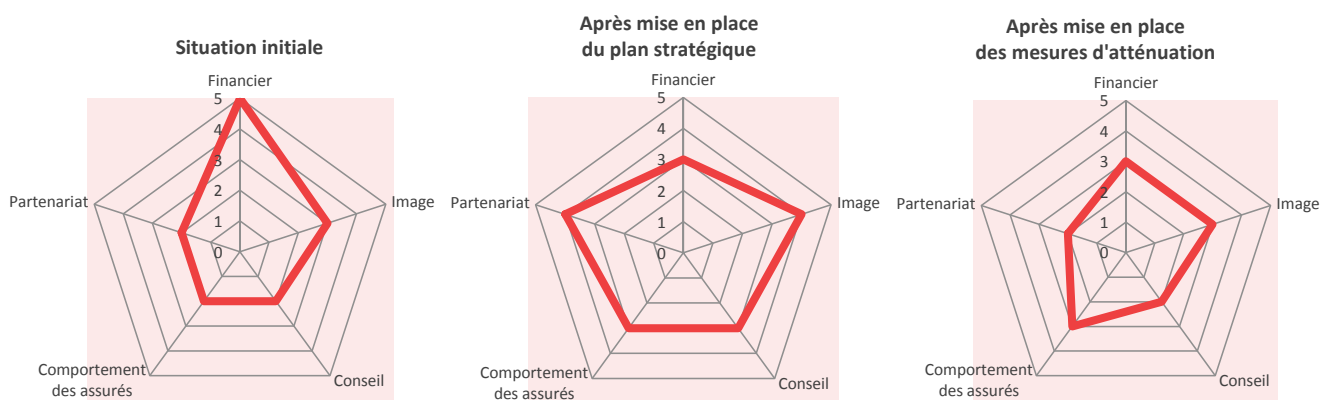 Situation initiale
Financier
5
4
3
2
1
0
Image
Conseil
Comportement
des assurés
Partenariat
Après mise en place
du plan stratégique
Financier
5
4
3
2
1
0
Image
Conseil
Comportement
des assurés
Partenariat
Après mise en place
des mesures d'atténuation
Financier
5
4
3
2
1
0
Image
Conseil
Comportement
des assurés
Partenariat